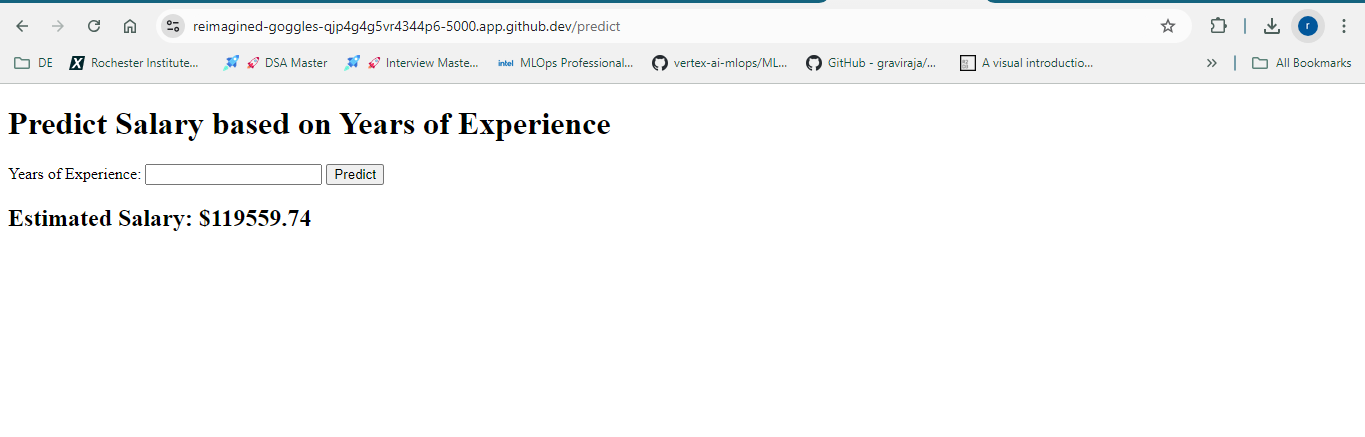 reimagined-goggles-qjp4g4g5vr4344p6-5000.app.github.dev/predict
r
DE Rochester Institute... DSA Master Interview Maste... intel MLOps Professional... vertex-ai-mlops/ML... GitHub - graviraja/... A visual introductio... » All Bookmarks
Predict Salary based on Years of Experience
Years of Experience: Predict
Estimated Salary: $119559.74